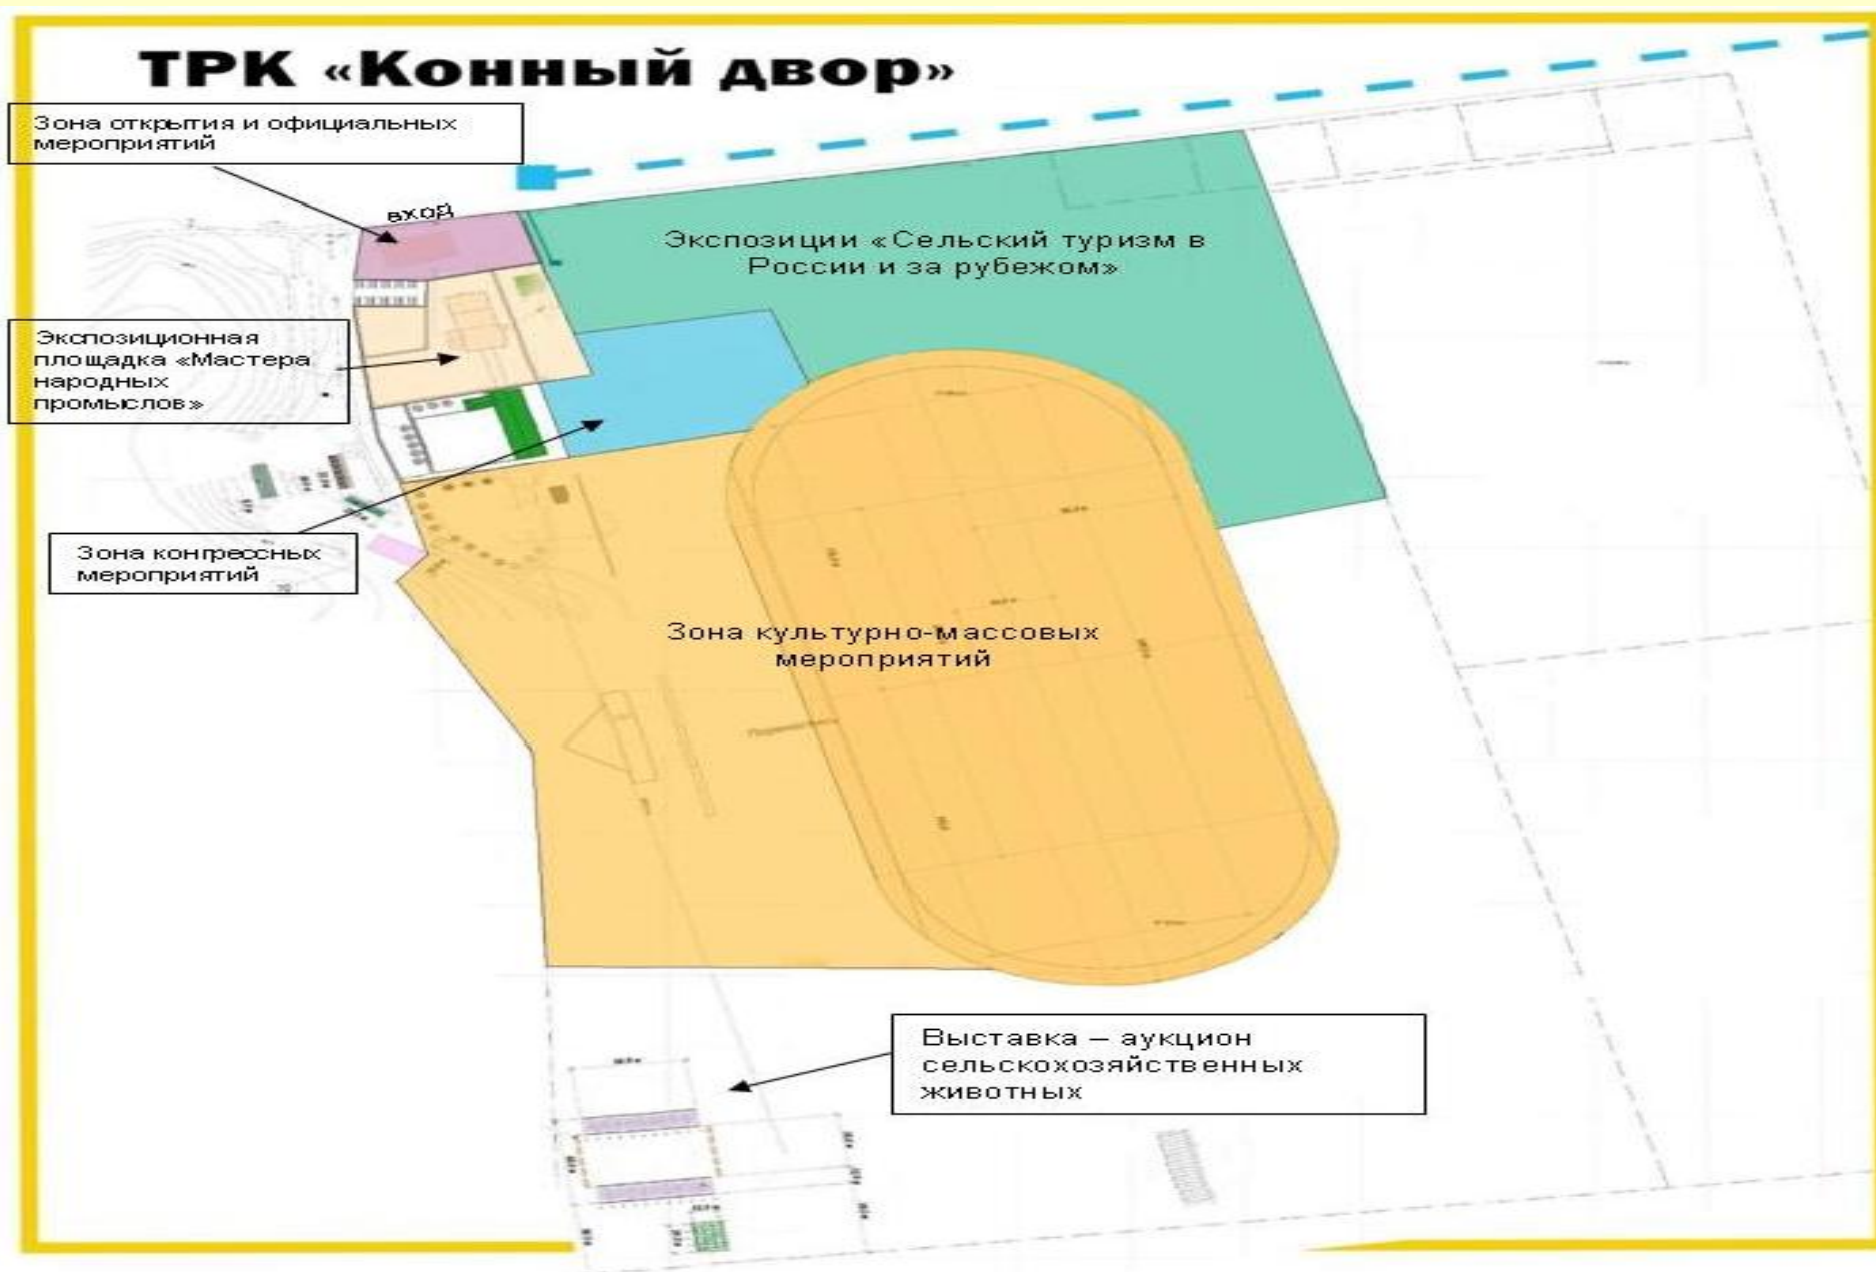 ТРК «Конный двор»
Зона открытия и официальных
мероприятий
вход
Экспозиции «Сельский туризм в
России и за рубежом»
Экспозиционная
площадка «Мастера
народных
промыслов»
Зона конгрессных
мероприятий
Зона культурно-массовых
мероприятий
Выставка – аукцион
сельскохозяйственных
животных